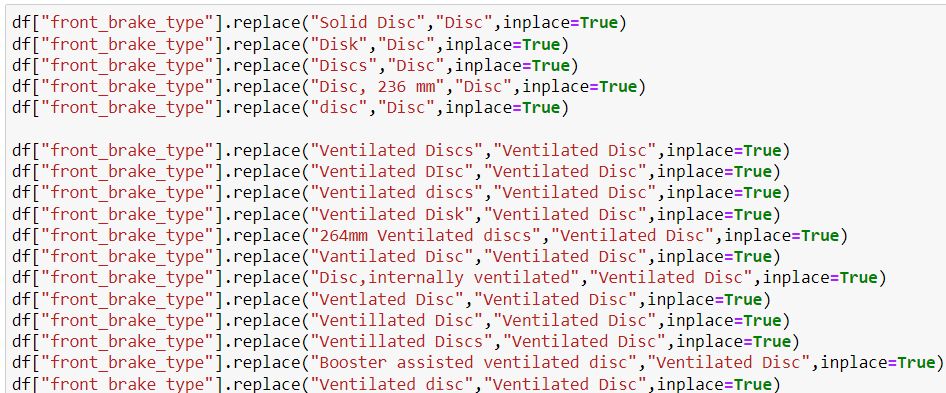 df["front_brake_type"].replace("Solid Disc","Disc",inplace=True)
df["front_brake_type"].replace("Disk","Disc",inplace=True)
df["front_brake_type"].replace("Discs","Disc",inplace=True)
df["front_brake_type"].replace("Disc, 236 mm","Disc",inplace=True)
df["front_brake_type"].replace("disc","Disc",inplace=True)
df["front_brake_type"].replace("Ventilated Discs","Ventilated Disc",inplace=True)
df["front_brake_type"].replace("Ventilated DIsc","Ventilated Disc",inplace=True)
df["front_brake_type"].replace("Ventilated discs","Ventilated Disc",inplace=True)
df["front_brake_type"].replace("Ventilated Disk","Ventilated Disc",inplace=True)
df["front_brake_type"].replace("264mm Ventilated discs","Ventilated Disc",inplace=True)
df["front_brake_type"].replace("Vantilated Disc","Ventilated Disc",inplace=True)
df["front_brake_type"].replace("Disc,internally ventilated","Ventilated Disc",inplace=True)
df["front_brake_type"].replace("Ventlated Disc","Ventilated Disc",inplace=True)
df["front_brake_type"].replace("Ventillated Disc","Ventilated Disc",inplace=True)
df["front_brake_type"].replace("Ventillated Discs","Ventilated Disc",inplace=True)
df["front_brake_type"].replace("Booster assisted ventilated disc","Ventilated Disc",inplace=True)
df["front_brake_type"].replace("Ventilated disc","Ventilated Disc",inplace=True)